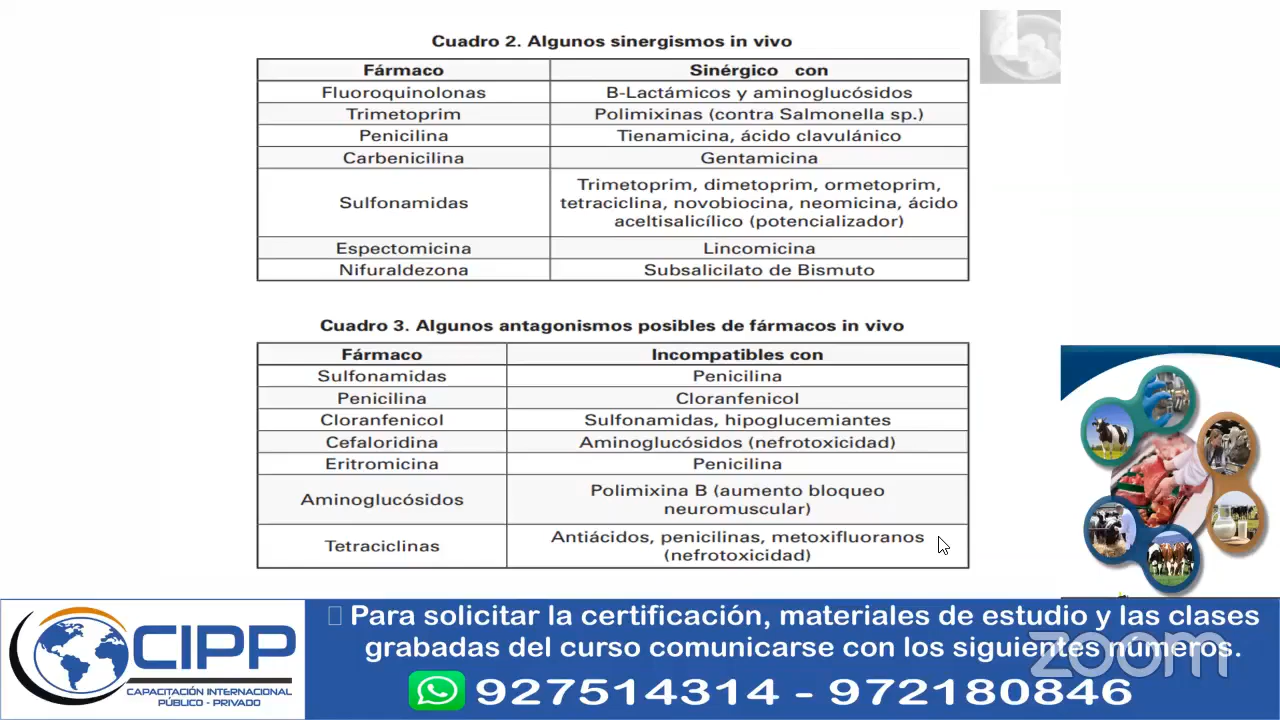 Cuadro 2. Algunos sinergismos in vivo
Fármaco Sinérgico con
Fluoroquinolonas B-Lactámicos y aminoglucósidos
Trimetoprim Polimixinas (contra Salmonella sp.)
Penicilina Tienamicina, ácido clavulánico
Carbenicilina Gentamicina
Sulfonamidas Trimetoprim, dimetoprim, ormetoprim,
tetraciclina, novobiocina, neomicina, ácido
aceltisalicílico (potencializador)
Espectomicina Lincomicina
Nifuraldezona Subsalicilato de Bismuto
Cuadro 3. Algunos antagonismos posibles de fármacos in vivo
Fármaco Incompatibles con
Sulfonamidas Penicilina
Penicilina Cloranfenicol
Cloranfenicol Sulfonamidas, hipoglucemiantes
Cefaloridina Aminoglucósidos (nefrotoxicidad)
Eritromicina Penicilina
Aminoglucósidos Polimixina B (aumento bloqueo
neuromuscular)
Tetraciclinas Antiácidos, penicilinas, metoxifluoranos
(nefrotoxicidad)
CIPP
CAPACITACIÓN INTERNACIONAL
PÚBLICO - PRIVADO
Para solicitar la certificación, materiales de estudio y las clases
grabadas del curso comunicarse con los siguientes números.
927514314 - 972180846
zoom